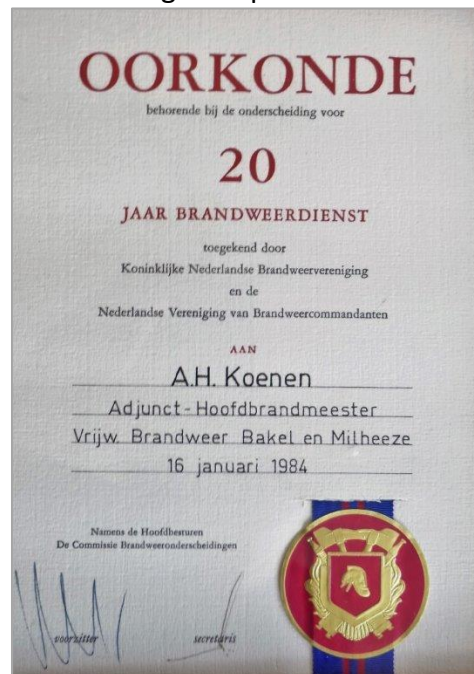 OORKONDE
behorende bij de onderscheiding voor
20
JAAR BRANDWEERDIENST
toegekend door
Koninklijke Nederlandse Brandweervereniging
en de
Nederlandse Vereniging van Brandweercommandanten
AAN
A.H. Koenen
Adjunct-Hoofdbrandmeester
Vrijw. Brandweer Bakel en Milheeze
16 januari 1984
Namens de Hoofdbesturen
De Commissie Brandweeronderscheidingen
voorzitter secretaris